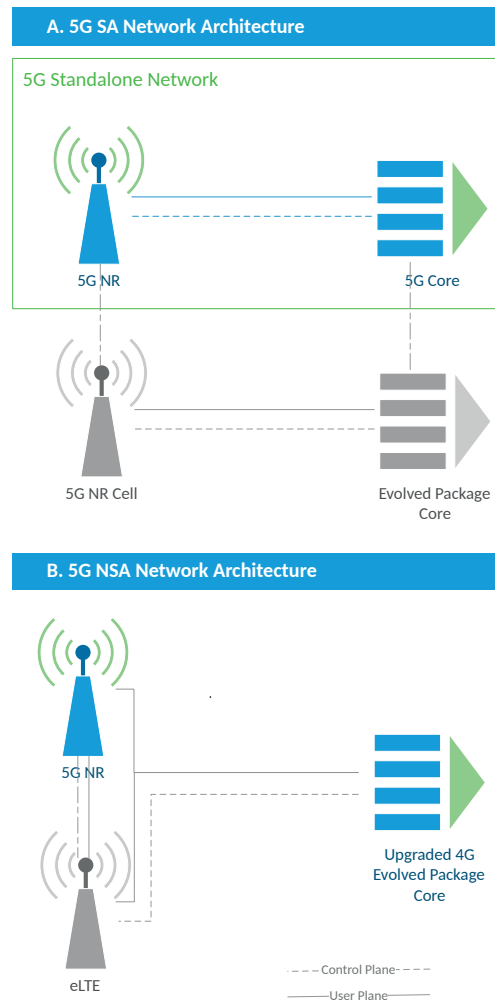 A. 5G SA Network Architecture
5G Standalone Network
5G NR
5G Core
5G NR Cell
Evolved Package
Core
B. 5G NSA Network Architecture
5G NR
Upgraded 4G
Evolved Package
Core
eLTE
Control Plane
User Plane